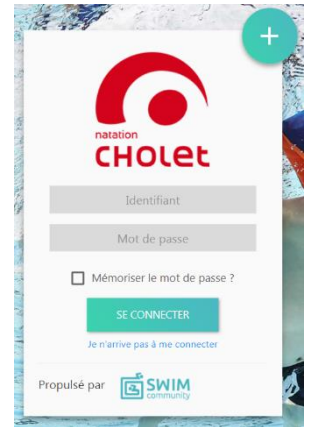 +
natation
CHOLET
Identifiant
Mot de passe
Mémoriser le mot de passe ?
SE CONNECTER
Je n'arrive pas à me connecter
Propulsé par SWIM
community